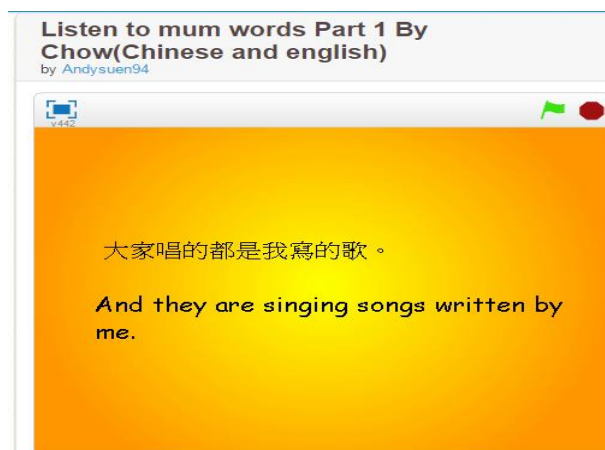 Listen to mum words Part 1 By
Chow(Chinese and english)
by Andysuen94
v442
大家唱的都是我寫的歌。
And they are singing songs written by
me.